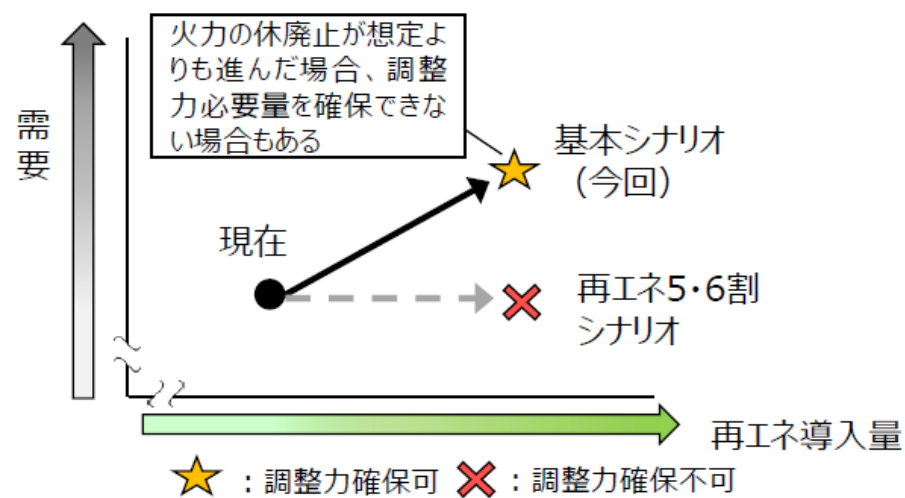 火力の休廃止が想定よ
りも進んだ場合、調整
力必要量を確保できな
い場合もある
需要
基本シナリオ
（今回）
現在
再エネ5・6割
シナリオ
再エネ導入量
：調整力確保可
：調整力確保不可